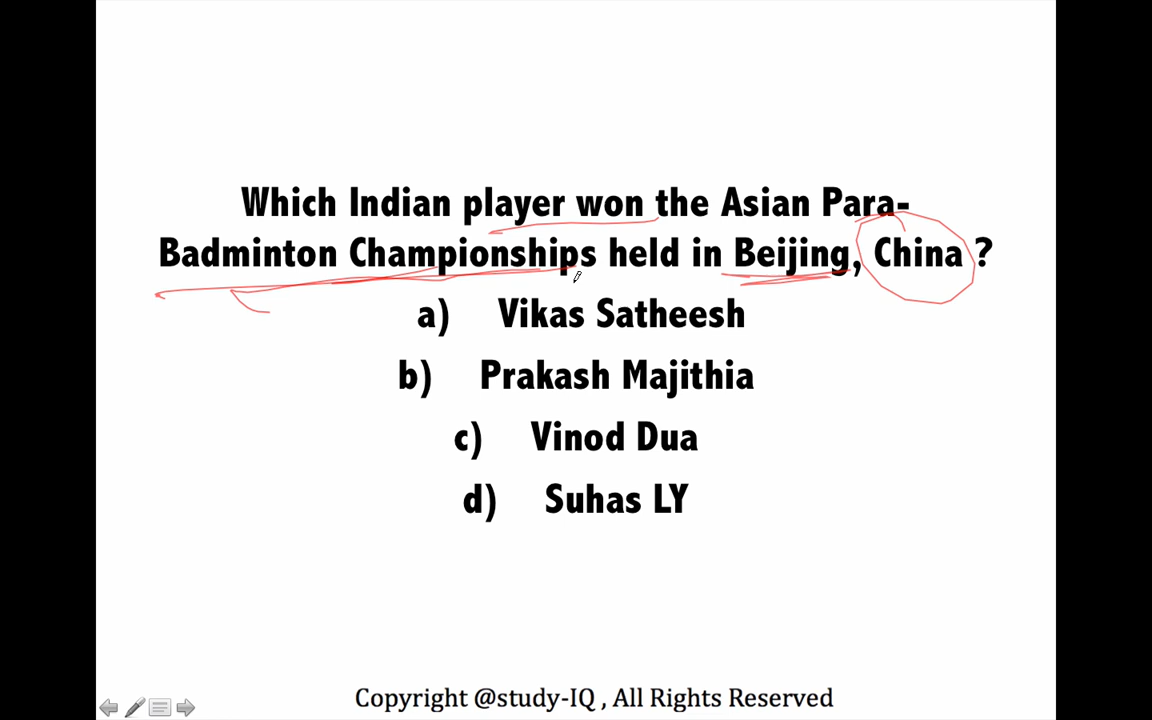 Which Indian player won the Asian Para-
Badminton Championships held in Beijing, China ?
a) Vikas Satheesh
b) Prakash Majithia
c) Vinod Dua
d) Suhas LY
Copyright @study-IQ , All Rights Reserved